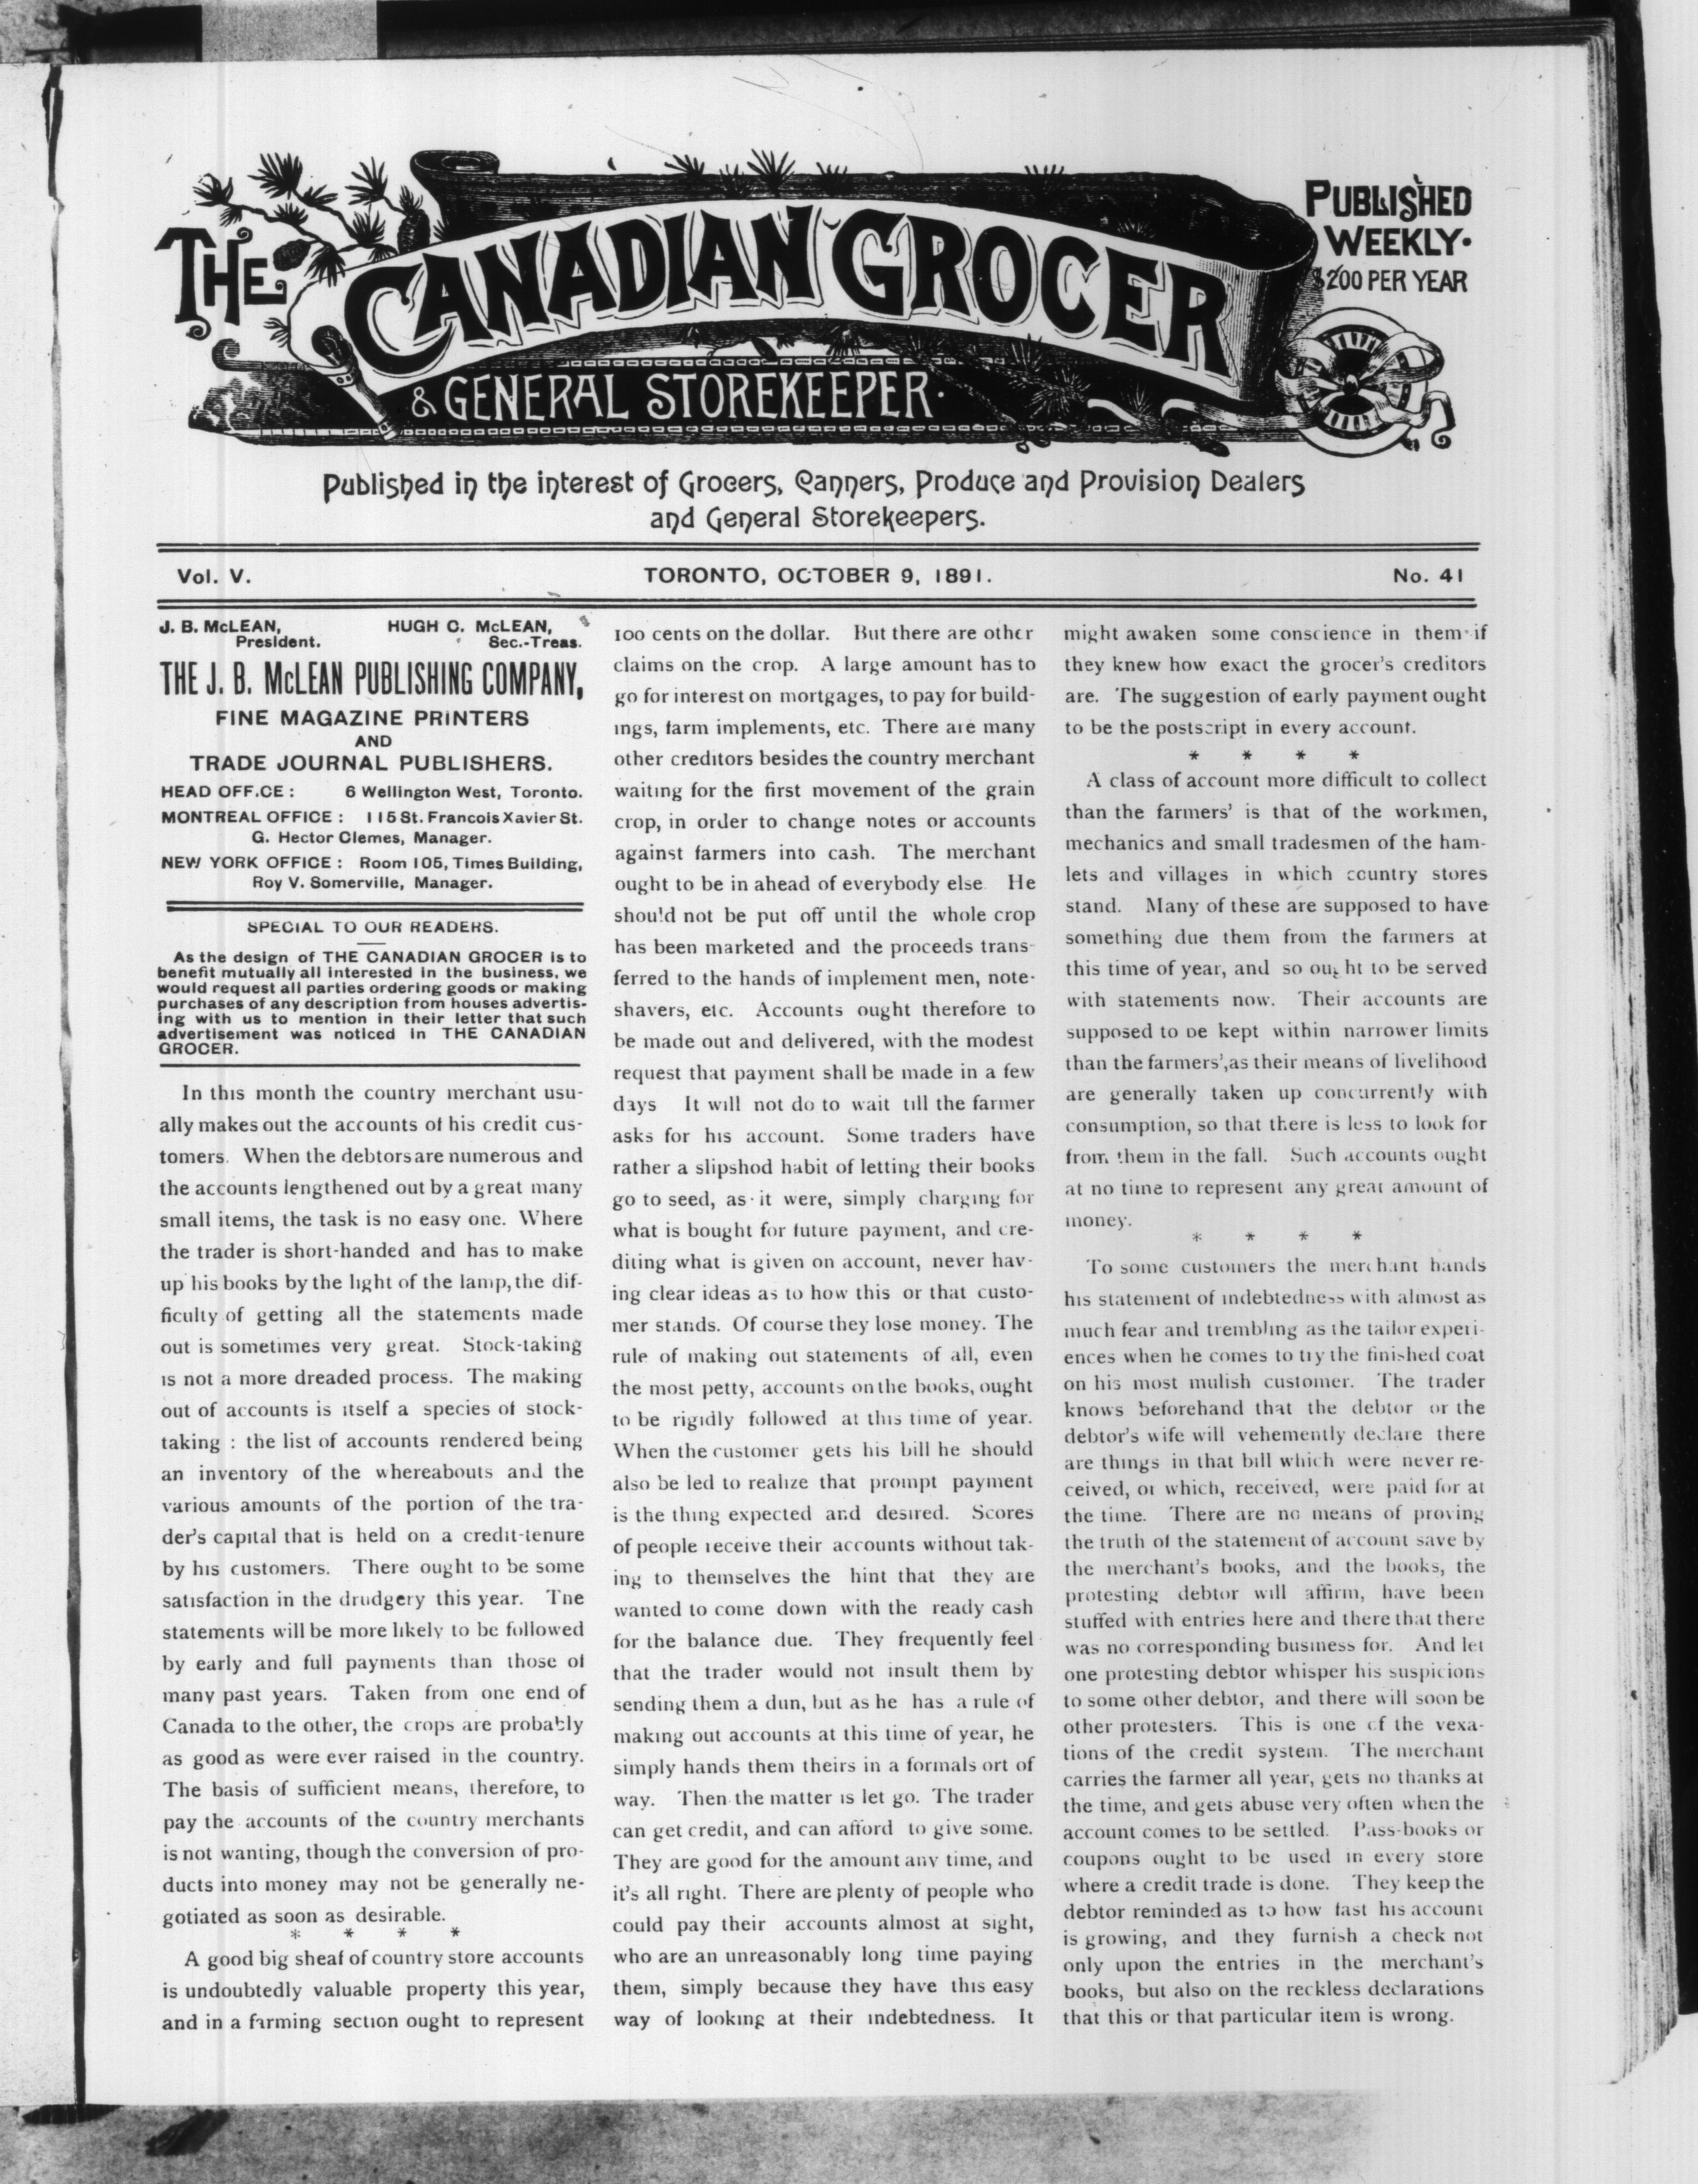 THE CANADIAN GROCER
& GENERAL STOREKEEPER.
PUBLISHED
WEEKLY.
$2.00 PER YEAR
Published in the interest of Grocers, Canners, Produce and Provision Dealers
and General Storekeepers.
Vol. V. TORONTO, OCTOBER 9, 1891. No. 41
J. B. McLEAN, HUGH C. McLEAN,
President. Sec.-Treas.
THE J. B. McLEAN PUBLISHING COMPANY,
FINE MAGAZINE PRINTERS
AND
TRADE JOURNAL PUBLISHERS.
HEAD OFF.CE : 6 Wellington West, Toronto.
MONTREAL OFFICE : 115 St. Francois Xavier St.
G. Hector Clemes, Manager.
NEW YORK OFFICE : Room 105, Times Building,
Roy V. Somerville, Manager.
SPECIAL TO OUR READERS.
As the design of THE CANADIAN GROCER is to
benefit mutually all interested in the business, we
would request all parties ordering goods or making
purchases of any description from houses advertis-
ing with us to mention in their letter that such
advertisement was noticed in THE CANADIAN
GROCER.
In this month the country merchant usu-
ally makes out the accounts of his credit cus-
tomers. When the debtors are numerous and
the accounts lengthened out by a great many
small items, the task is no easy one. Where
the trader is short-handed and has to make
up his books by the light of the lamp, the dif-
ficulty of getting all the statements made
out is sometimes very great. Stock-taking
is not a more dreaded process. The making
out of accounts is itself a species of stock-
taking : the list of accounts rendered being
an inventory of the whereabouts and the
various amounts of the portion of the tra-
der's capital that is held on a credit-tenure
by his customers. There ought to be some
satisfaction in the drudgery this year. The
statements will be more likely to be followed
by early and full payments than those of
many past years. Taken from one end of
Canada to the other, the crops are probably
as good as were ever raised in the country.
The basis of sufficient means, therefore, to
pay the accounts of the country merchants
is not wanting, though the conversion of pro-
ducts into money may not be generally ne-
gotiated as soon as desirable.
* * * *
A good big sheaf of country store accounts
is undoubtedly valuable property this year,
and in a farming section ought to represent
100 cents on the dollar. But there are other
claims on the crop. A large amount has to
go for interest on mortgages, to pay for build-
ings, farm implements, etc. There are many
other creditors besides the country merchant
waiting for the first movement of the grain
crop, in order to change notes or accounts
against farmers into cash. The merchant
ought to be in ahead of everybody else He
should not be put off until the whole crop
has been marketed and the proceeds trans-
ferred to the hands of implement men, note-
shavers, etc. Accounts ought therefore to
be made out and delivered, with the modest
request that payment shall be made in a few
days It will not do to wait till the farmer
asks for his account. Some traders have
rather a slipshod habit of letting their books
go to seed, as it were, simply charging for
what is bought for future payment, and cre-
diting what is given on account, never hav-
ing clear ideas as to how this or that custo-
mer stands. Of course they lose money. The
rule of making out statements of all, even
the most petty, accounts on the books, ought
to be rigidly followed at this time of year.
When the customer gets his bill he should
also be led to realize that prompt payment
is the thing expected and desired. Scores
of people receive their accounts without tak-
ing to themselves the hint that they are
wanted to come down with the ready cash
for the balance due. They frequently feel
that the trader would not insult them by
sending them a dun, but as he has a rule of
making out accounts at this time of year, he
simply hands them theirs in a formals ort of
way. Then the matter is let go. The trader
can get credit, and can afford to give some.
They are good for the amount any time, and
it's all right. There are plenty of people who
could pay their accounts almost at sight,
who are an unreasonably long time paying
them, simply because they have this easy
way of looking at their indebtedness. It
might awaken some conscience in them if
they knew how exact the grocer's creditors
are. The suggestion of early payment ought
to be the postscript in every account.
* * * *
A class of account more difficult to collect
than the farmers' is that of the workmen,
mechanics and small tradesmen of the ham-
lets and villages in which country stores
stand. Many of these are supposed to have
something due them from the farmers at
this time of year, and so ought to be served
with statements now. Their accounts are
supposed to be kept within narrower limits
than the farmers', as their means of livelihood
are generally taken up concurrently with
consumption, so that there is less to look for
from them in the fall. Such accounts ought
at no time to represent any great amount of
money.
* * * *
To some customers the merchant hands
his statement of indebtedness with almost as
much fear and trembling as the tailor experi-
ences when he comes to try the finished coat
on his most mulish customer. The trader
knows beforehand that the debtor or the
debtor's wife will vehemently declare there
are things in that bill which were never re-
ceived, or which, received, were paid for at
the time. There are no means of proving
the truth of the statement of account save by
the merchant's books, and the books, the
protesting debtor will affirm, have been
stuffed with entries here and there that there
was no corresponding business for. And let
one protesting debtor whisper his suspicions
to some other debtor, and there will soon be
other protesters. This is one of the vexa-
tions of the credit system. The merchant
carries the farmer all year, gets no thanks at
the time, and gets abuse very often when the
account comes to be settled. Pass-books or
coupons ought to be used in every store
where a credit trade is done. They keep the
debtor reminded as to how fast his account
is growing, and they furnish a check not
only upon the entries in the merchant's
books, but also on the reckless declarations
that this or that particular item is wrong.